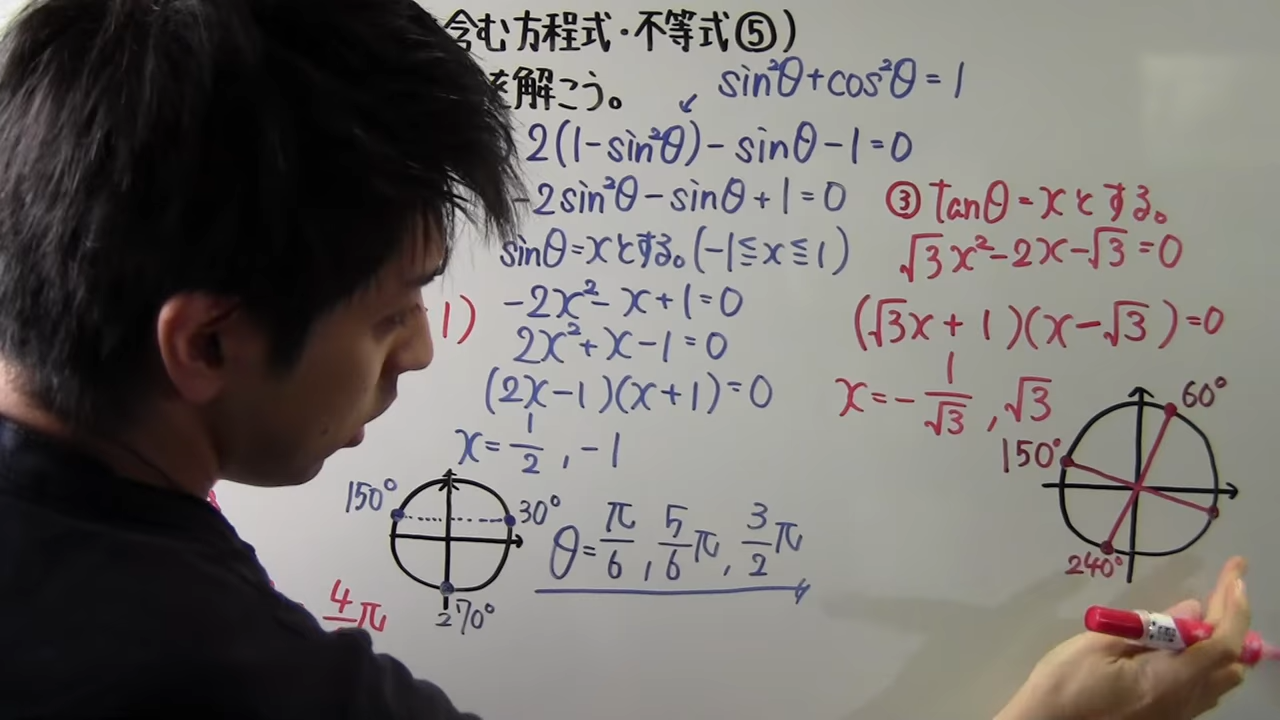 含む方程式・不等式⑤)
を解こう。
sin²θ+cos²θ=1
↙
2(1-sin²θ)-sinθ-1=0
-2sin²θ-sinθ+1=0
sinθ=xとする。(-1≦x≦1)
1)
-2x²-x+1=0
2x²+x-1=0
(2x-1)(x+1)=0
x=1/2,-1
150°
30°
270°
θ=π/6,5/6π,3/2π
4π
③tanθ=xとする。
√3x²-2x-√3=0
(√3x+1)(x-√3)=0
x=-1/√3,√3
60°
150°
240°